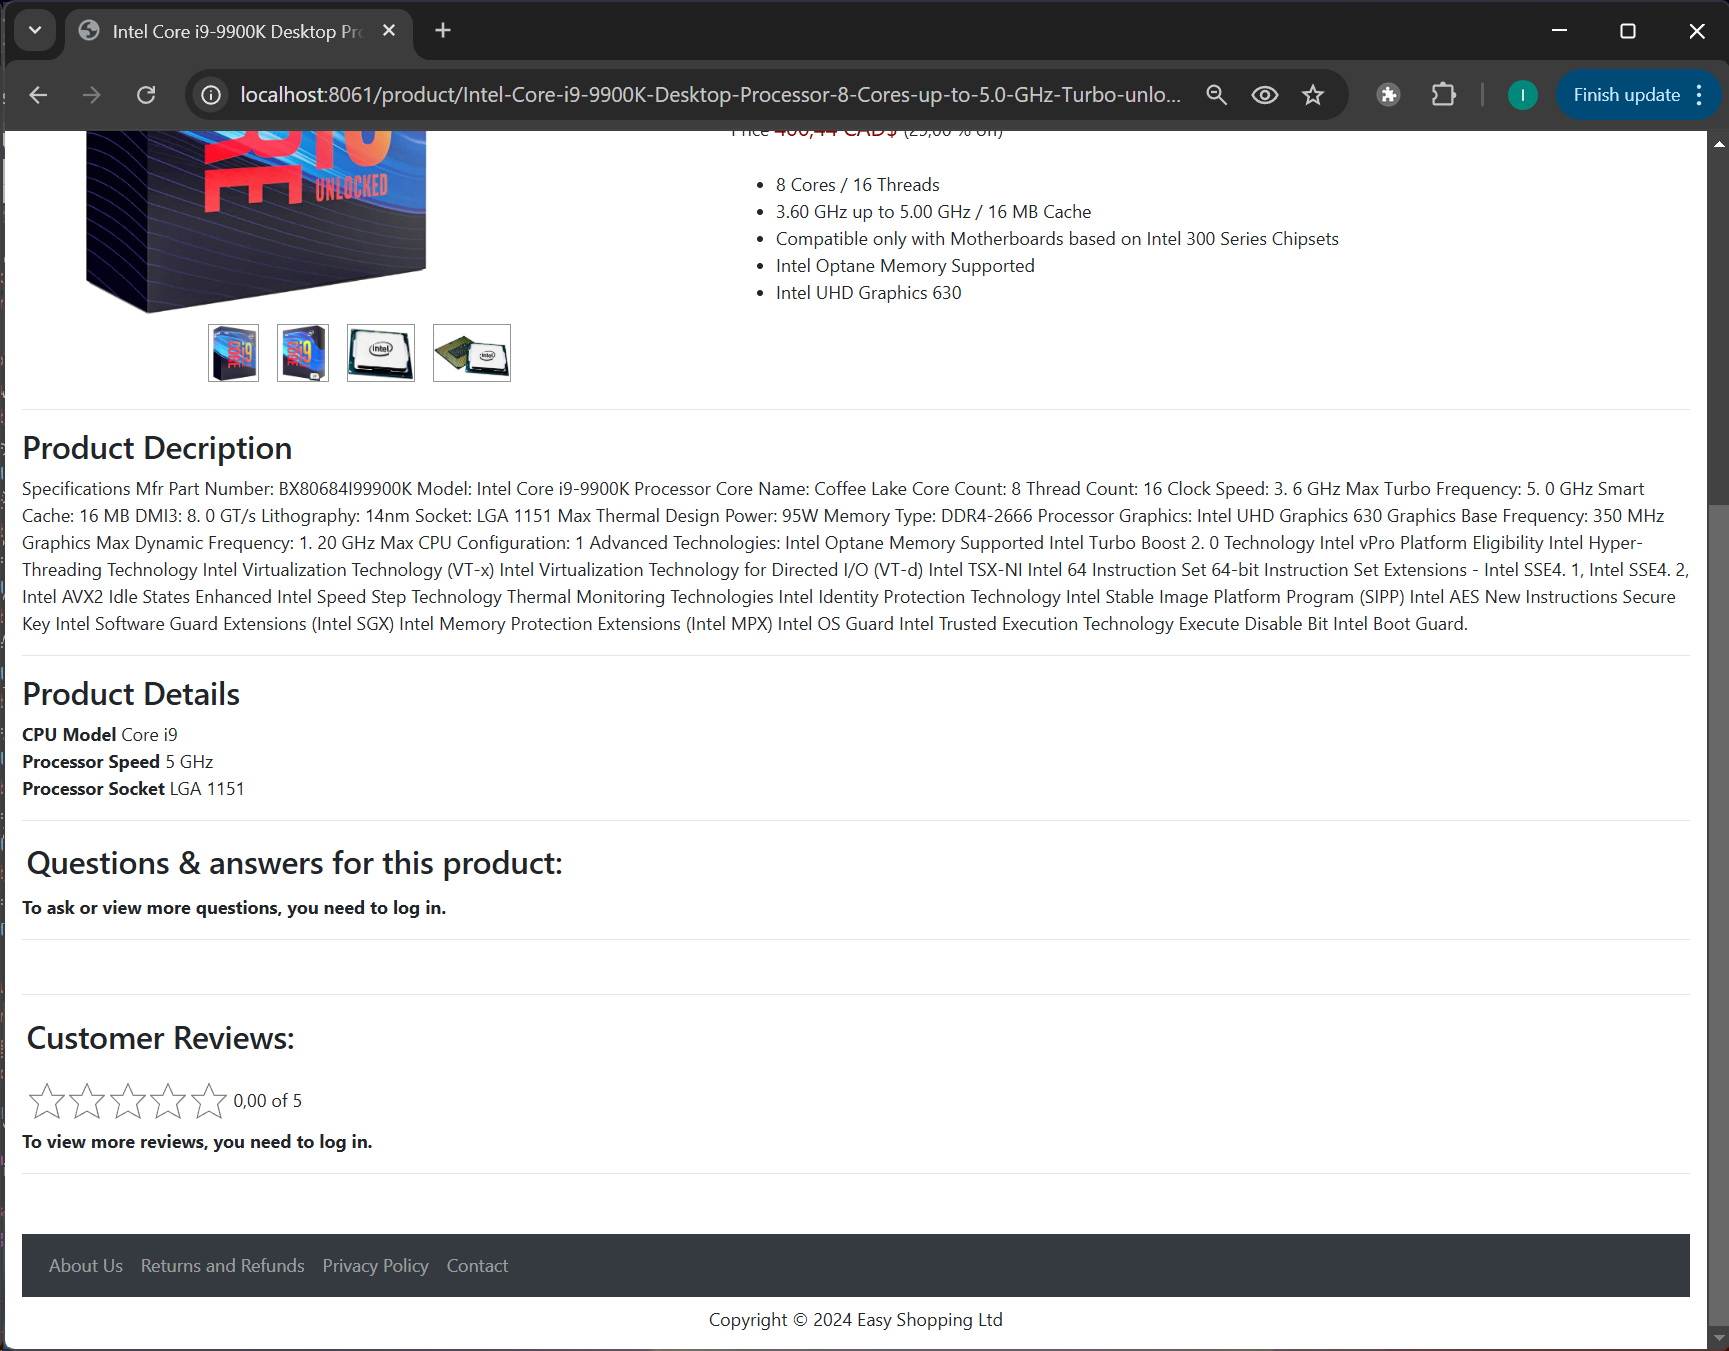 Intel Core i9-9900K Desktop Pr
localhost:8061/product/Intel-Core-i9-9900K-Desktop-Processor-8-Cores-up-to-5.0-GHz-Turbo-unlo...
I
Finish update
UNLOCKED
Price 400,44 CAD$ (25,00 % off)
8 Cores / 16 Threads
3.60 GHz up to 5.00 GHz / 16 MB Cache
Compatible only with Motherboards based on Intel 300 Series Chipsets
Intel Optane Memory Supported
Intel UHD Graphics 630
CORE i9
CORE i9
intel
intel
Product Decription
Specifications Mfr Part Number: BX80684I99900K Model: Intel Core i9-9900K Processor Core Name: Coffee Lake Core Count: 8 Thread Count: 16 Clock Speed: 3. 6 GHz Max Turbo Frequency: 5. 0 GHz Smart
Cache: 16 MB DMI3: 8. 0 GT/s Lithography: 14nm Socket: LGA 1151 Max Thermal Design Power: 95W Memory Type: DDR4-2666 Processor Graphics: Intel UHD Graphics 630 Graphics Base Frequency: 350 MHz
Graphics Max Dynamic Frequency: 1. 20 GHz Max CPU Configuration: 1 Advanced Technologies: Intel Optane Memory Supported Intel Turbo Boost 2. 0 Technology Intel vPro Platform Eligibility Intel Hyper-
Threading Technology Intel Virtualization Technology (VT-x) Intel Virtualization Technology for Directed I/O (VT-d) Intel TSX-NI Intel 64 Instruction Set 64-bit Instruction Set Extensions - Intel SSE4. 1, Intel SSE4. 2,
Intel AVX2 Idle States Enhanced Intel Speed Step Technology Thermal Monitoring Technologies Intel Identity Protection Technology Intel Stable Image Platform Program (SIPP) Intel AES New Instructions Secure
Key Intel Software Guard Extensions (Intel SGX) Intel Memory Protection Extensions (Intel MPX) Intel OS Guard Intel Trusted Execution Technology Execute Disable Bit Intel Boot Guard.
Product Details
CPU Model Core i9
Processor Speed 5 GHz
Processor Socket LGA 1151
Questions & answers for this product:
To ask or view more questions, you need to log in.
Customer Reviews:
0,00 of 5
To view more reviews, you need to log in.
About Us Returns and Refunds Privacy Policy Contact
Copyright © 2024 Easy Shopping Ltd